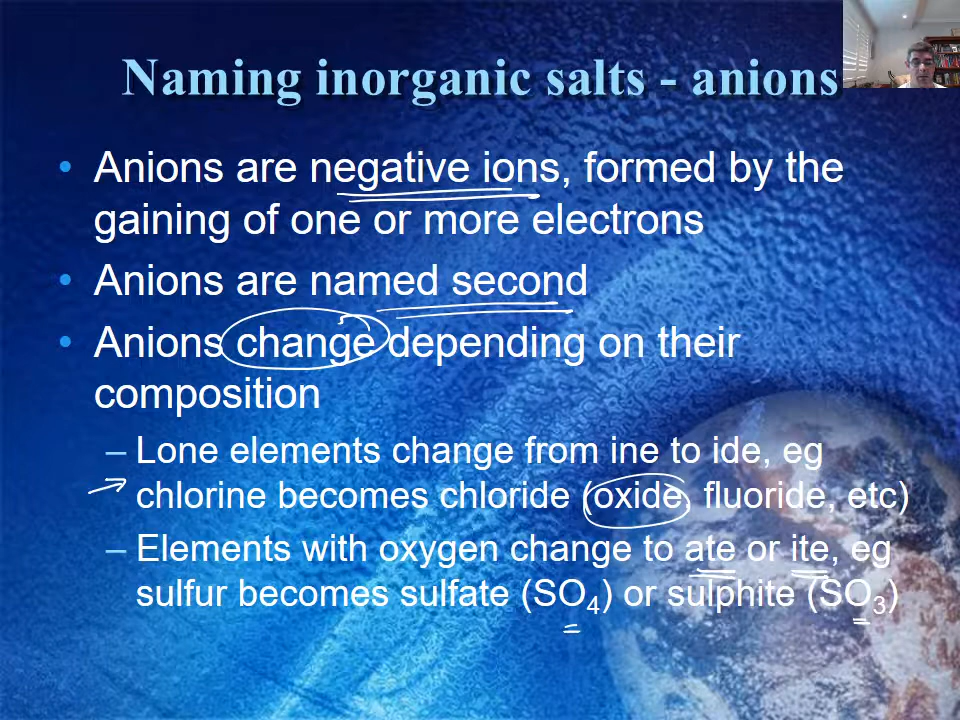 Naming inorganic salts - anions
• Anions are negative ions, formed by the
gaining of one or more electrons
• Anions are named second
• Anions change depending on their
composition
– Lone elements change from ine to ide, eg
chlorine becomes chloride (oxide, fluoride, etc)
– Elements with oxygen change to ate or ite, eg
sulfur becomes sulfate (SO₄) or sulphite (SO₃)